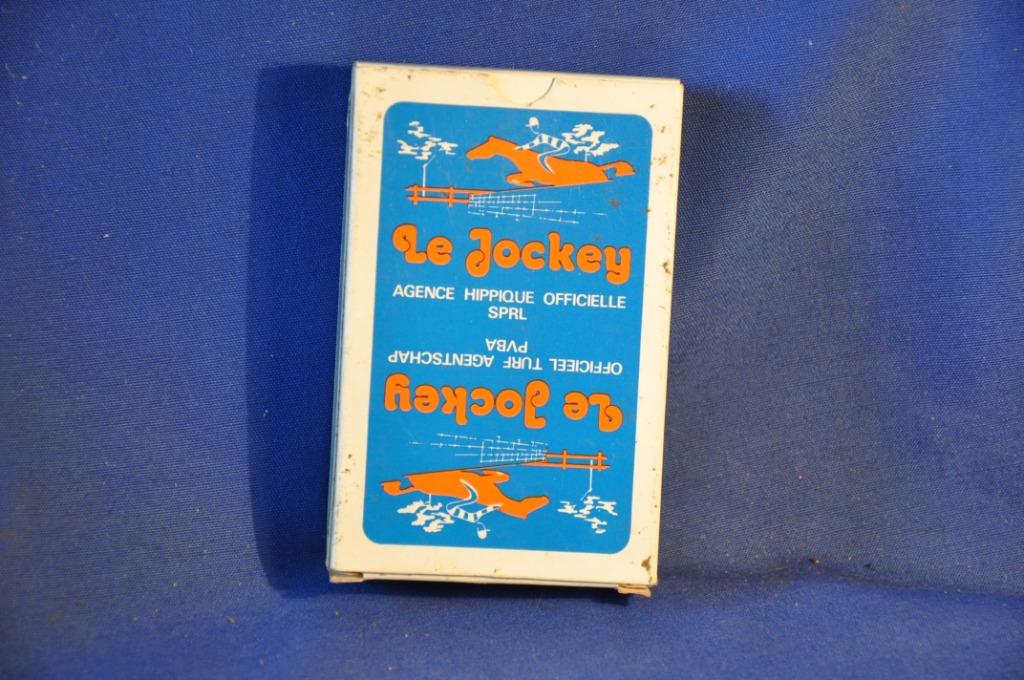 Le Jockey
AGENCE HIPPIQUE OFFICIELLE
SPRL
Le Jockey
OFFICIEEL TURF AGENTSCHAP
PVBA